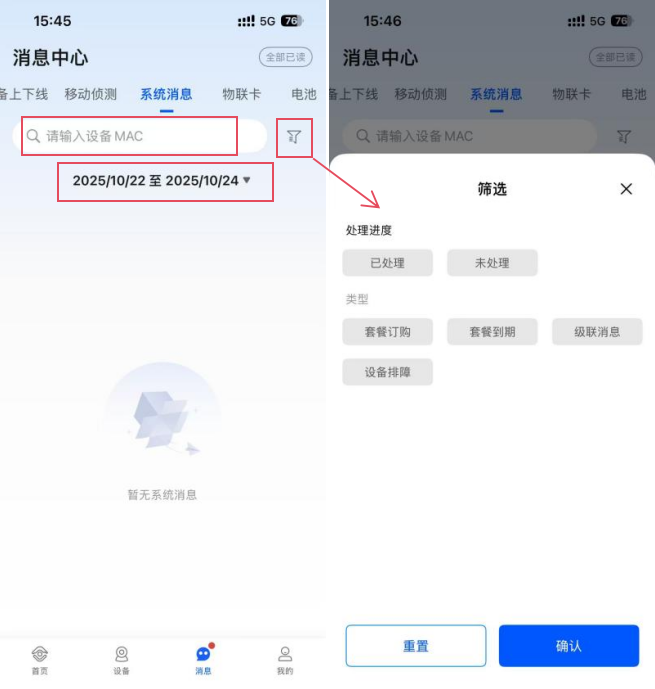 15:45
5G 76
消息中心
全部已读
备上下线 移动侦测 系统消息 物联卡 电池
请输入设备 MAC
2025/10/22 至 2025/10/24
暂无系统消息
首页 设备 消息 我的
15:46
5G 76
消息中心
全部已读
备上下线 移动侦测 系统消息 物联卡 电池
请输入设备 MAC
筛选
处理进度
已处理 未处理
类型
套餐订购 套餐到期 级联消息
设备排障
重置 确认